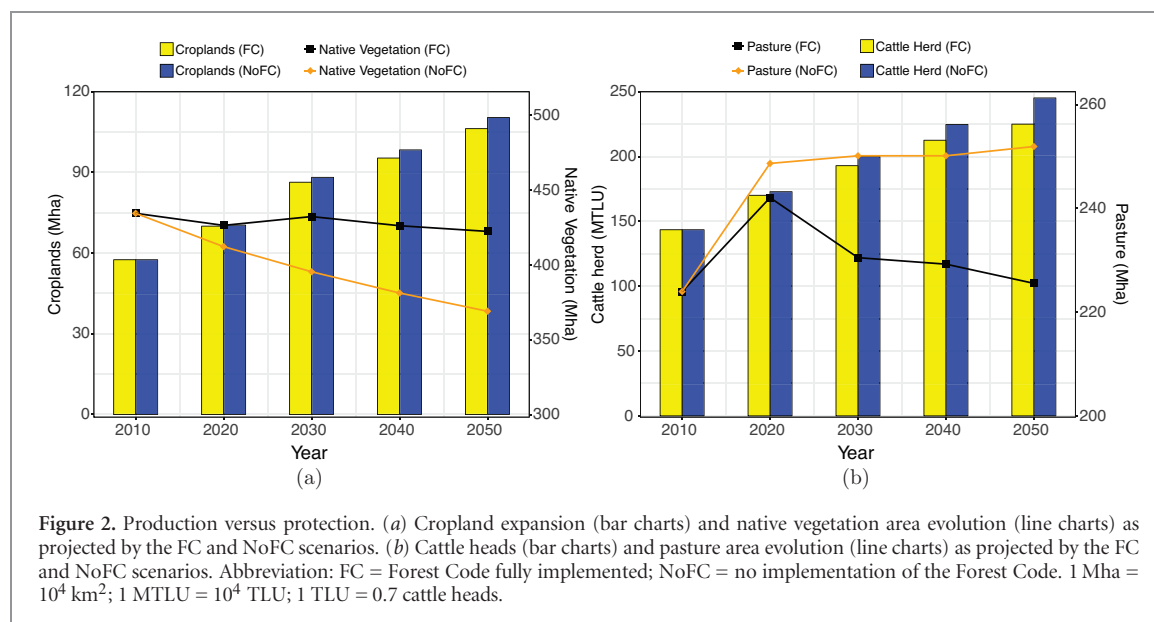 Croplands (FC) Native Vegetation (FC)
Croplands (NoFC) Native Vegetation (NoFC)
120
90
60
30
0
Croplands (Mha)
500
450
400
350
300
Native Vegetation (Mha)
2010 2020 2030 2040 2050
Year
(a)
Pasture (FC) Cattle Herd (FC)
Pasture (NoFC) Cattle Herd (NoFC)
250
200
150
100
50
0
Cattle herd (MTLU)
260
240
220
200
Pasture (Mha)
2010 2020 2030 2040 2050
Year
(b)
Figure 2. Production versus protection. (a) Cropland expansion (bar charts) and native vegetation area evolution (line charts) as
projected by the FC and NoFC scenarios. (b) Cattle heads (bar charts) and pasture area evolution (line charts) as projected by the FC
and NoFC scenarios. Abbreviation: FC = Forest Code fully implemented; NoFC = no implementation of the Forest Code. 1 Mha =
10⁴ km²; 1 MTLU = 10⁴ TLU; 1 TLU = 0.7 cattle heads.